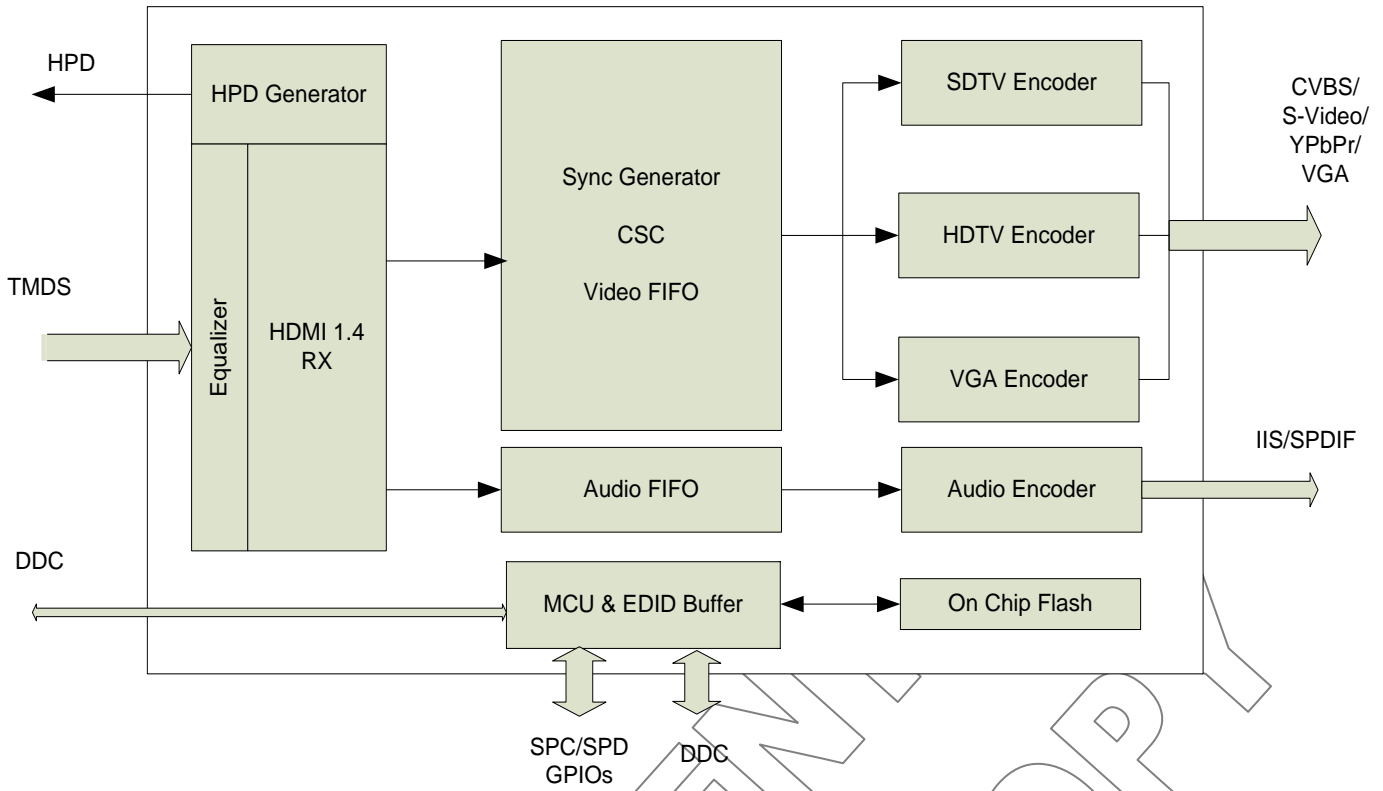 HPD
HPD Generator
TMDS
Equalizer
HDMI 1.4
RX
Sync Generator
CSC
Video FIFO
SDTV Encoder
HDTV Encoder
VGA Encoder
CVBS/
S-Video/
YPbPr/
VGA
Audio FIFO
Audio Encoder
IIS/SPDIF
DDC
MCU & EDID Buffer
On Chip Flash
SPC/SPD
GPIOs
DDC